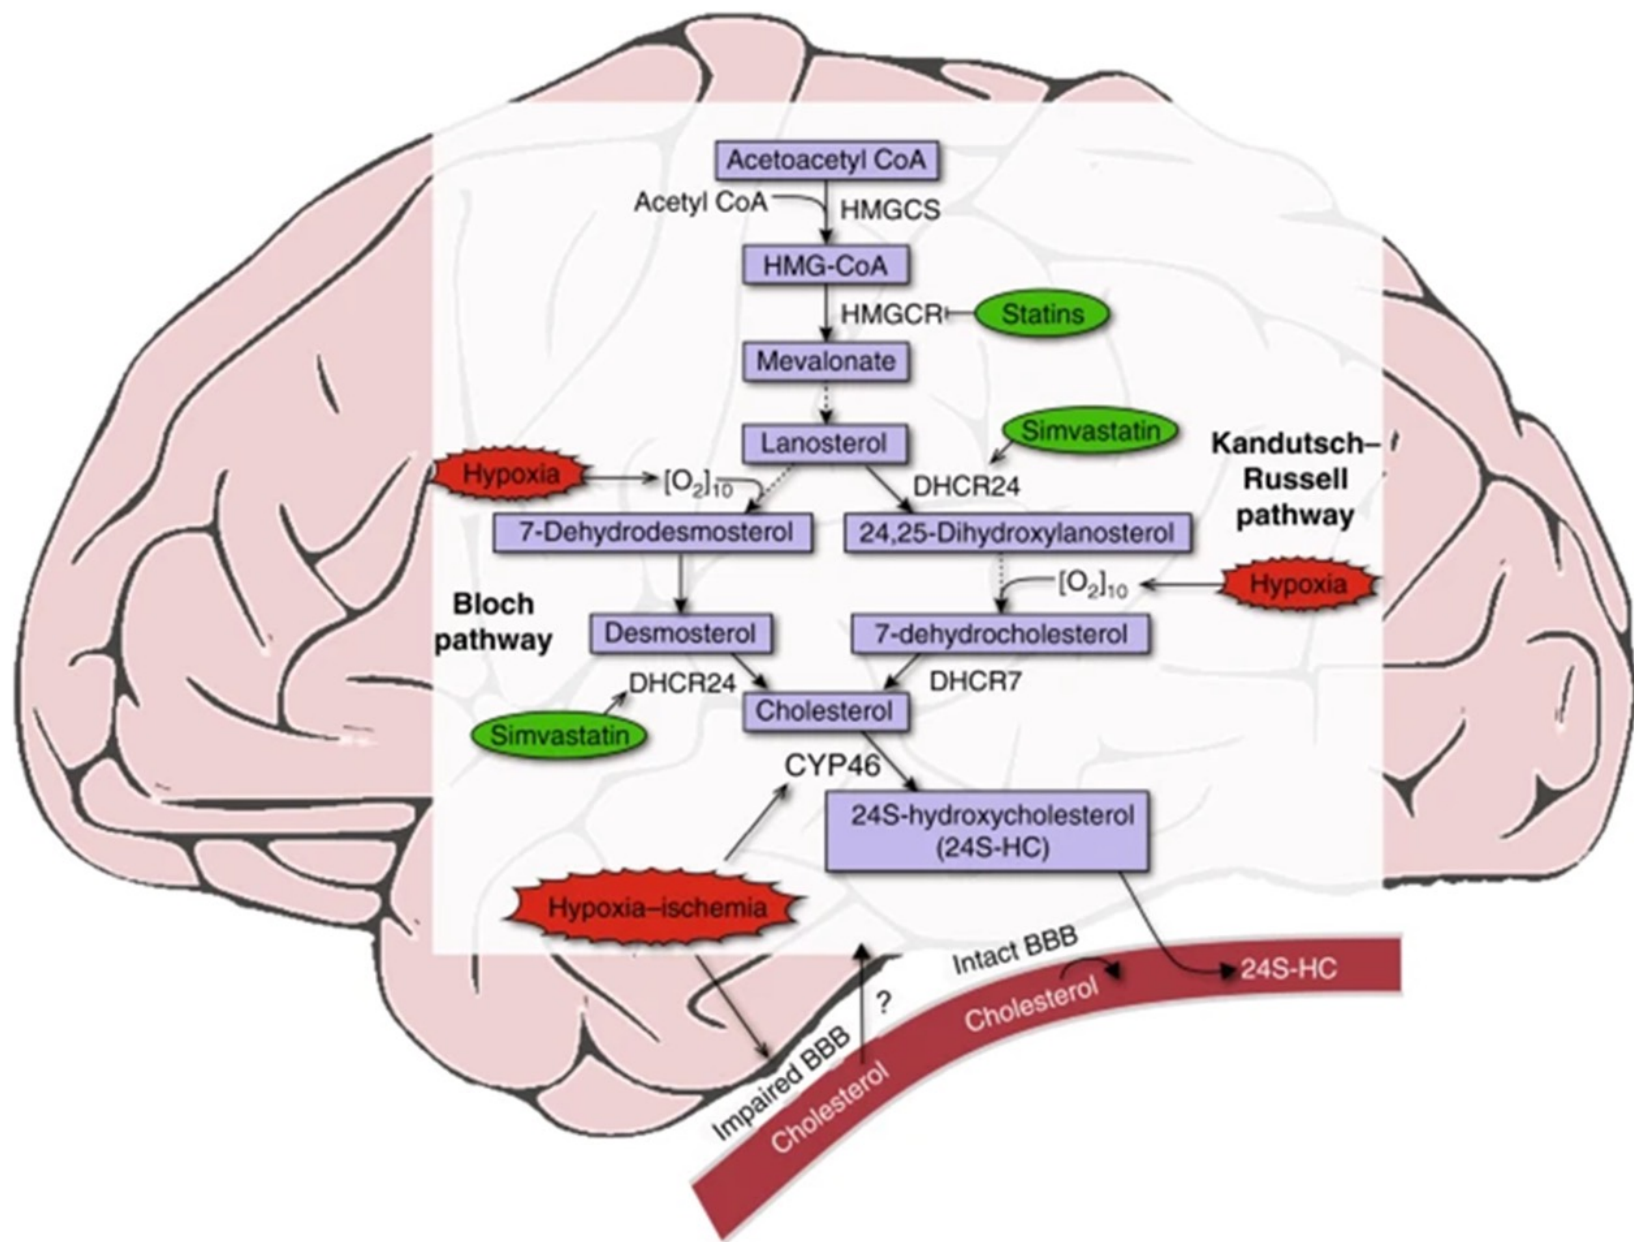 Acetoacetyl CoA
Acetyl CoA
HMGCS
HMG-CoA
HMGCR
Statins
Mevalonate
Lanosterol
Simvastatin
Kandutsch–
Russell
pathway
Hypoxia
[O₂]₁₀
DHCR24
7-Dehydrodesmosterol
24,25-Dihydroxylanosterol
[O₂]₁₀
Hypoxia
Bloch
pathway
Desmosterol
7-dehydrocholesterol
DHCR24
DHCR7
Cholesterol
Simvastatin
CYP46
24S-hydroxycholesterol
(24S-HC)
Hypoxia–ischemia
Intact BBB
24S-HC
Cholesterol
?
Impaired BBB
Cholesterol